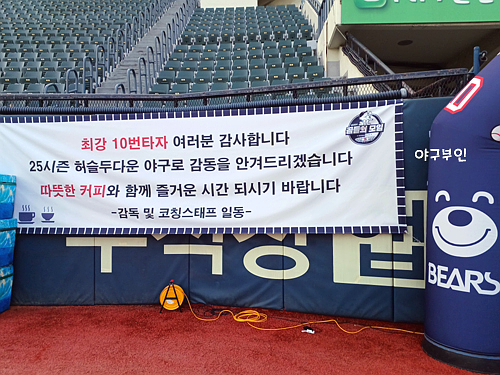 최강 10번타자 여러분 감사합니다
25시즌 허슬두다운 야구로 감동을 안겨드리겠습니다
따뜻한 커피와 함께 즐거운 시간 되시기 바랍니다
-감독 및 코칭스태프 일동-
야구부인
BEARS